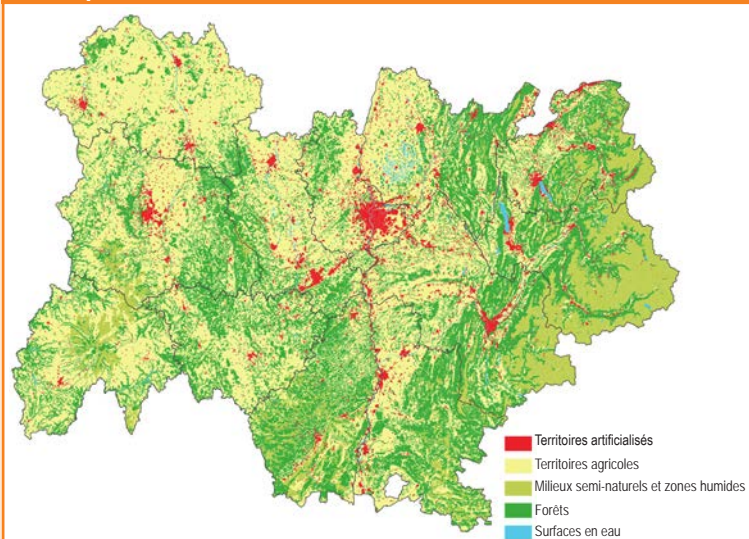 Territoires artificialisés
Territoires agricoles
Milieux semi-naturels et zones humides
Forêts
Surfaces en eau